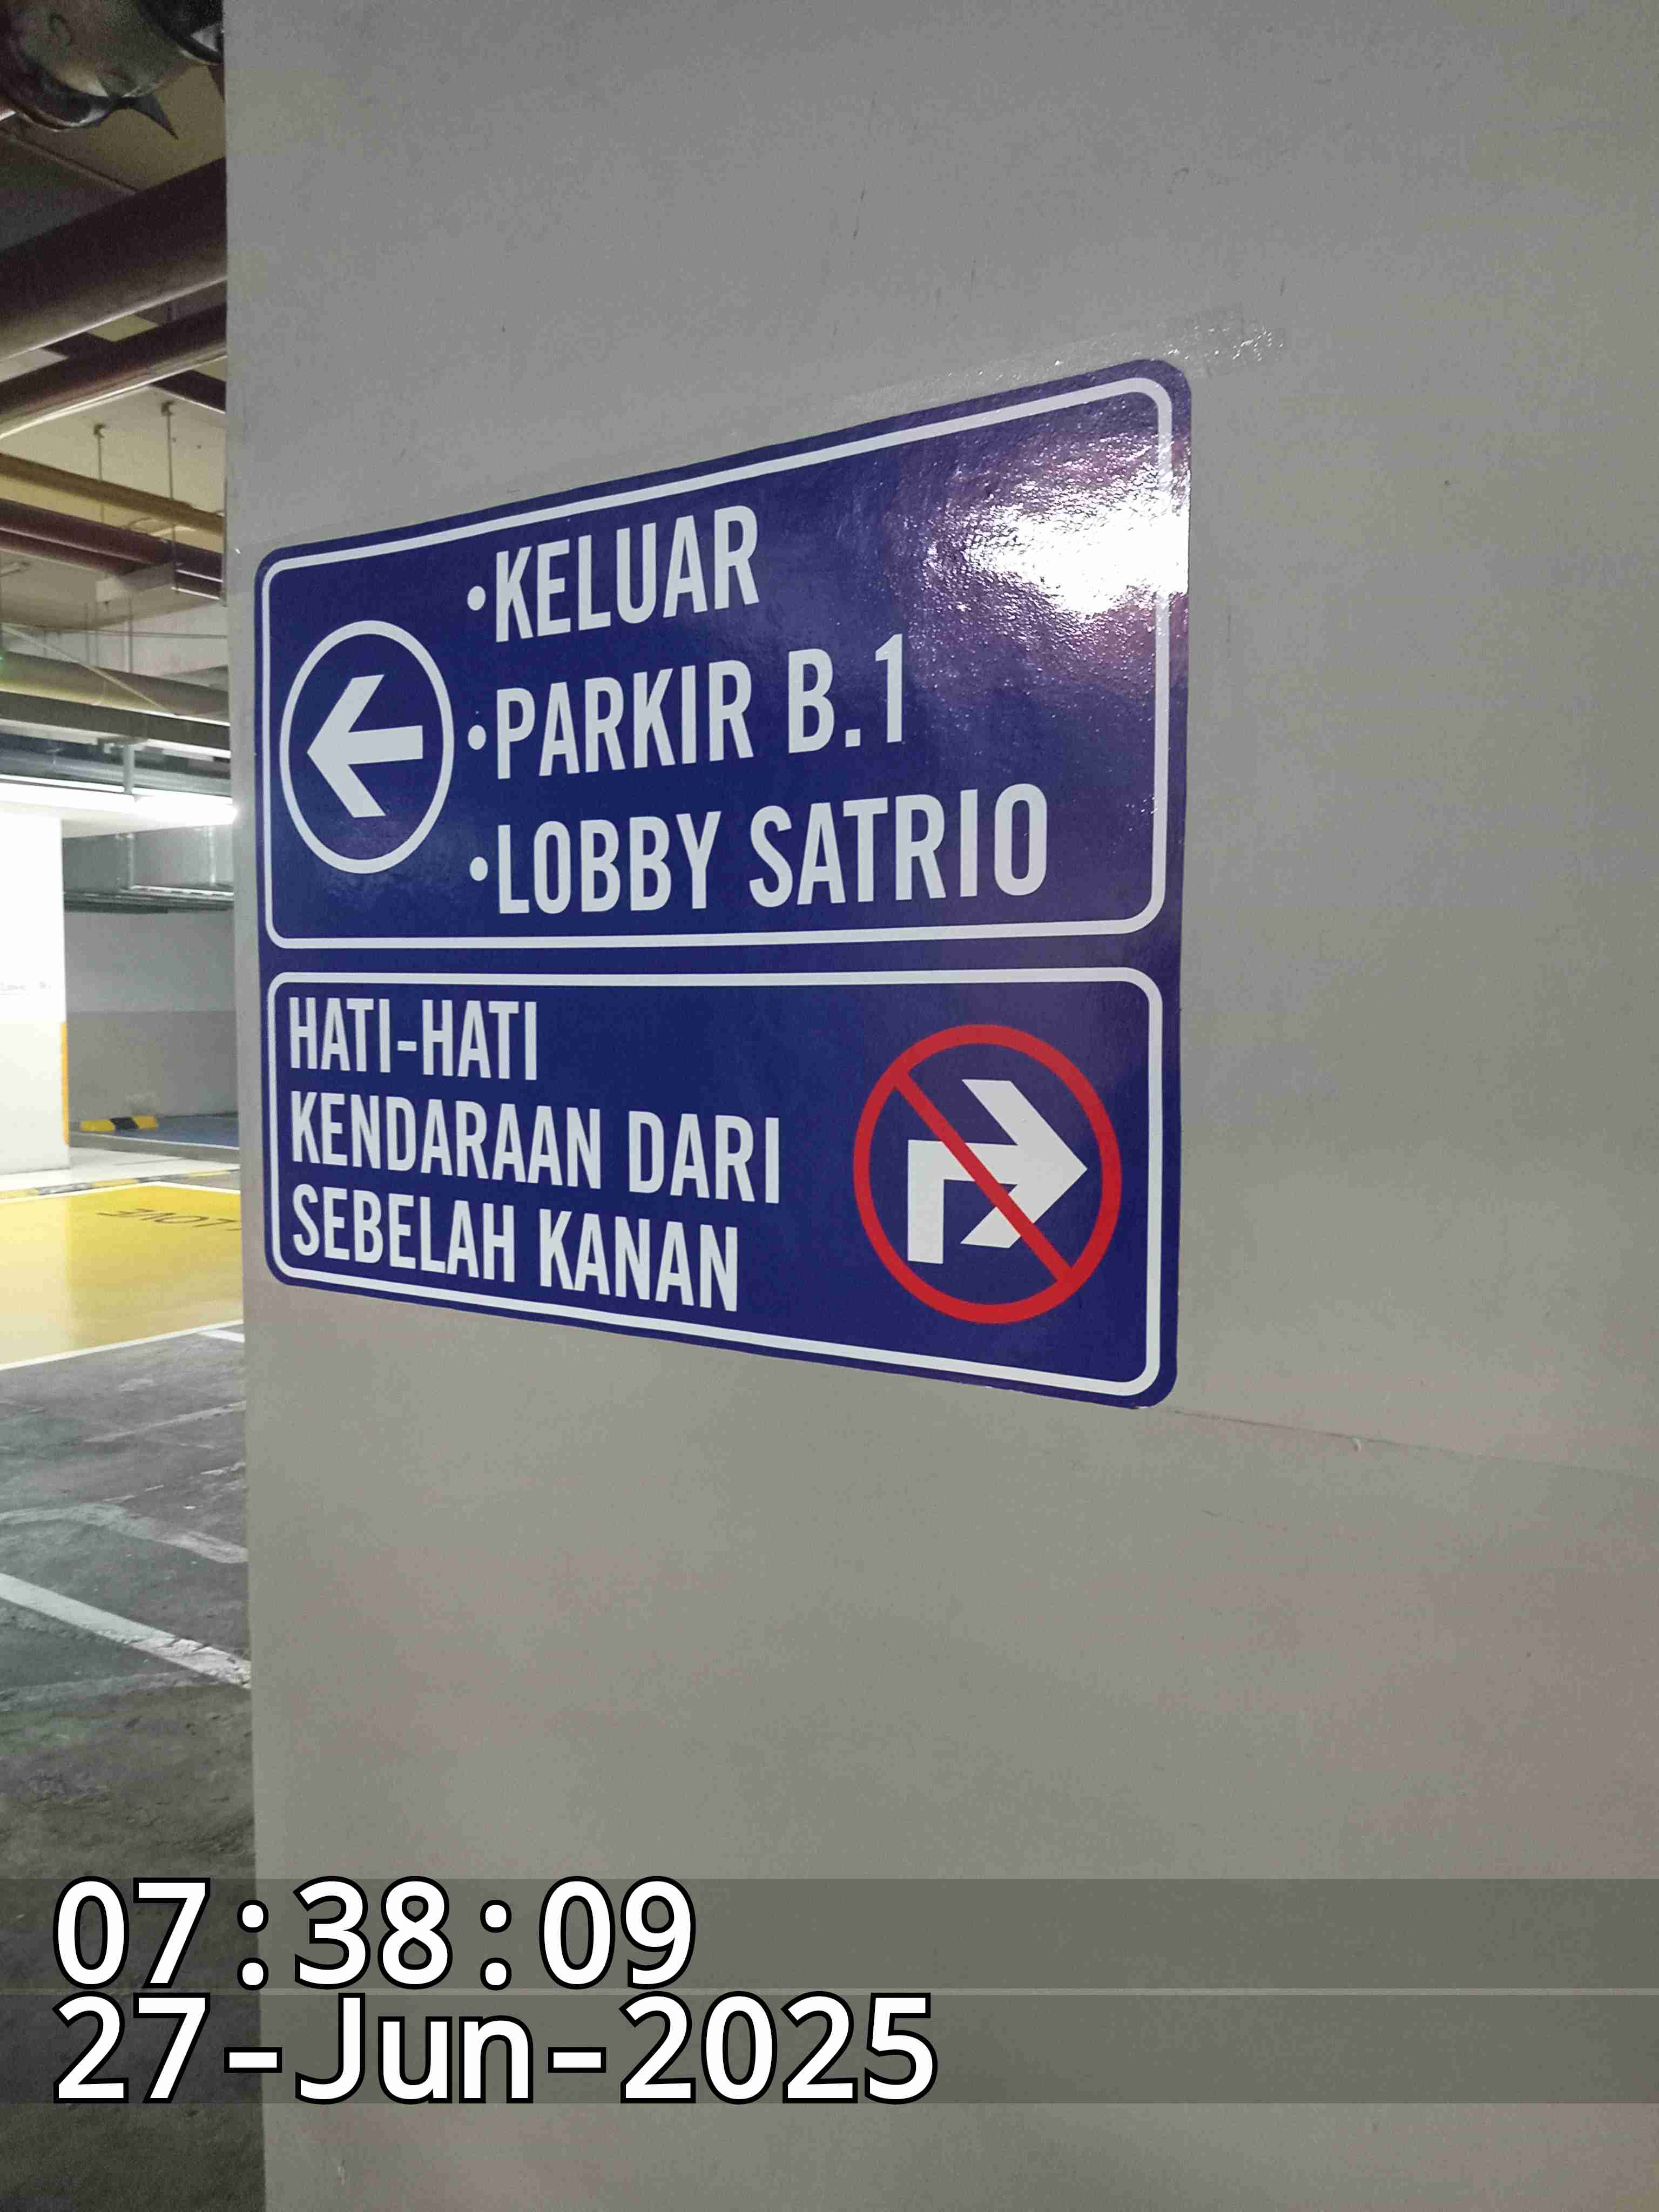 •KELUAR
•PARKIR B.1
•LOBBY SATRIO
HATI-HATI
KENDARAAN DARI
SEBELAH KANAN
07:38:09
27-Jun-2025